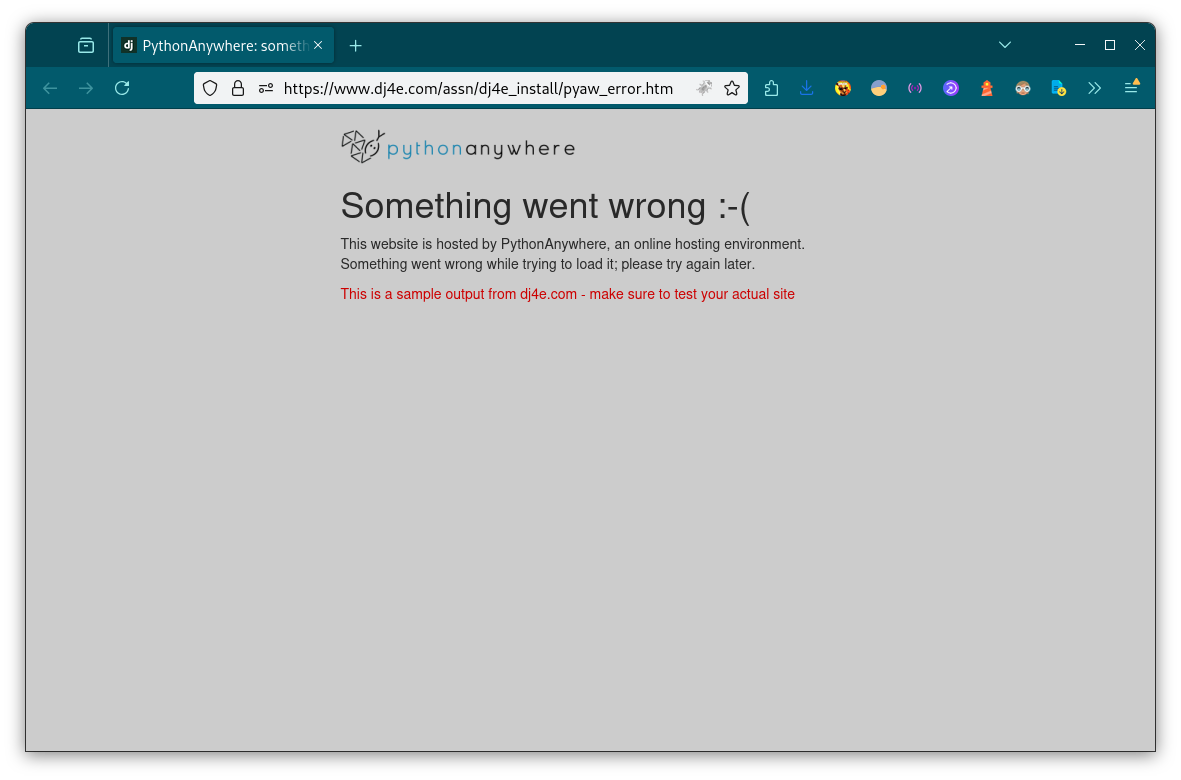 dj PythonAnywhere: someth
https://www.dj4e.com/assn/dj4e_install/pyaw_error.htm
pythonanywhere
Something went wrong :-(
This website is hosted by PythonAnywhere, an online hosting environment.
Something went wrong while trying to load it; please try again later.
This is a sample output from dj4e.com - make sure to test your actual site